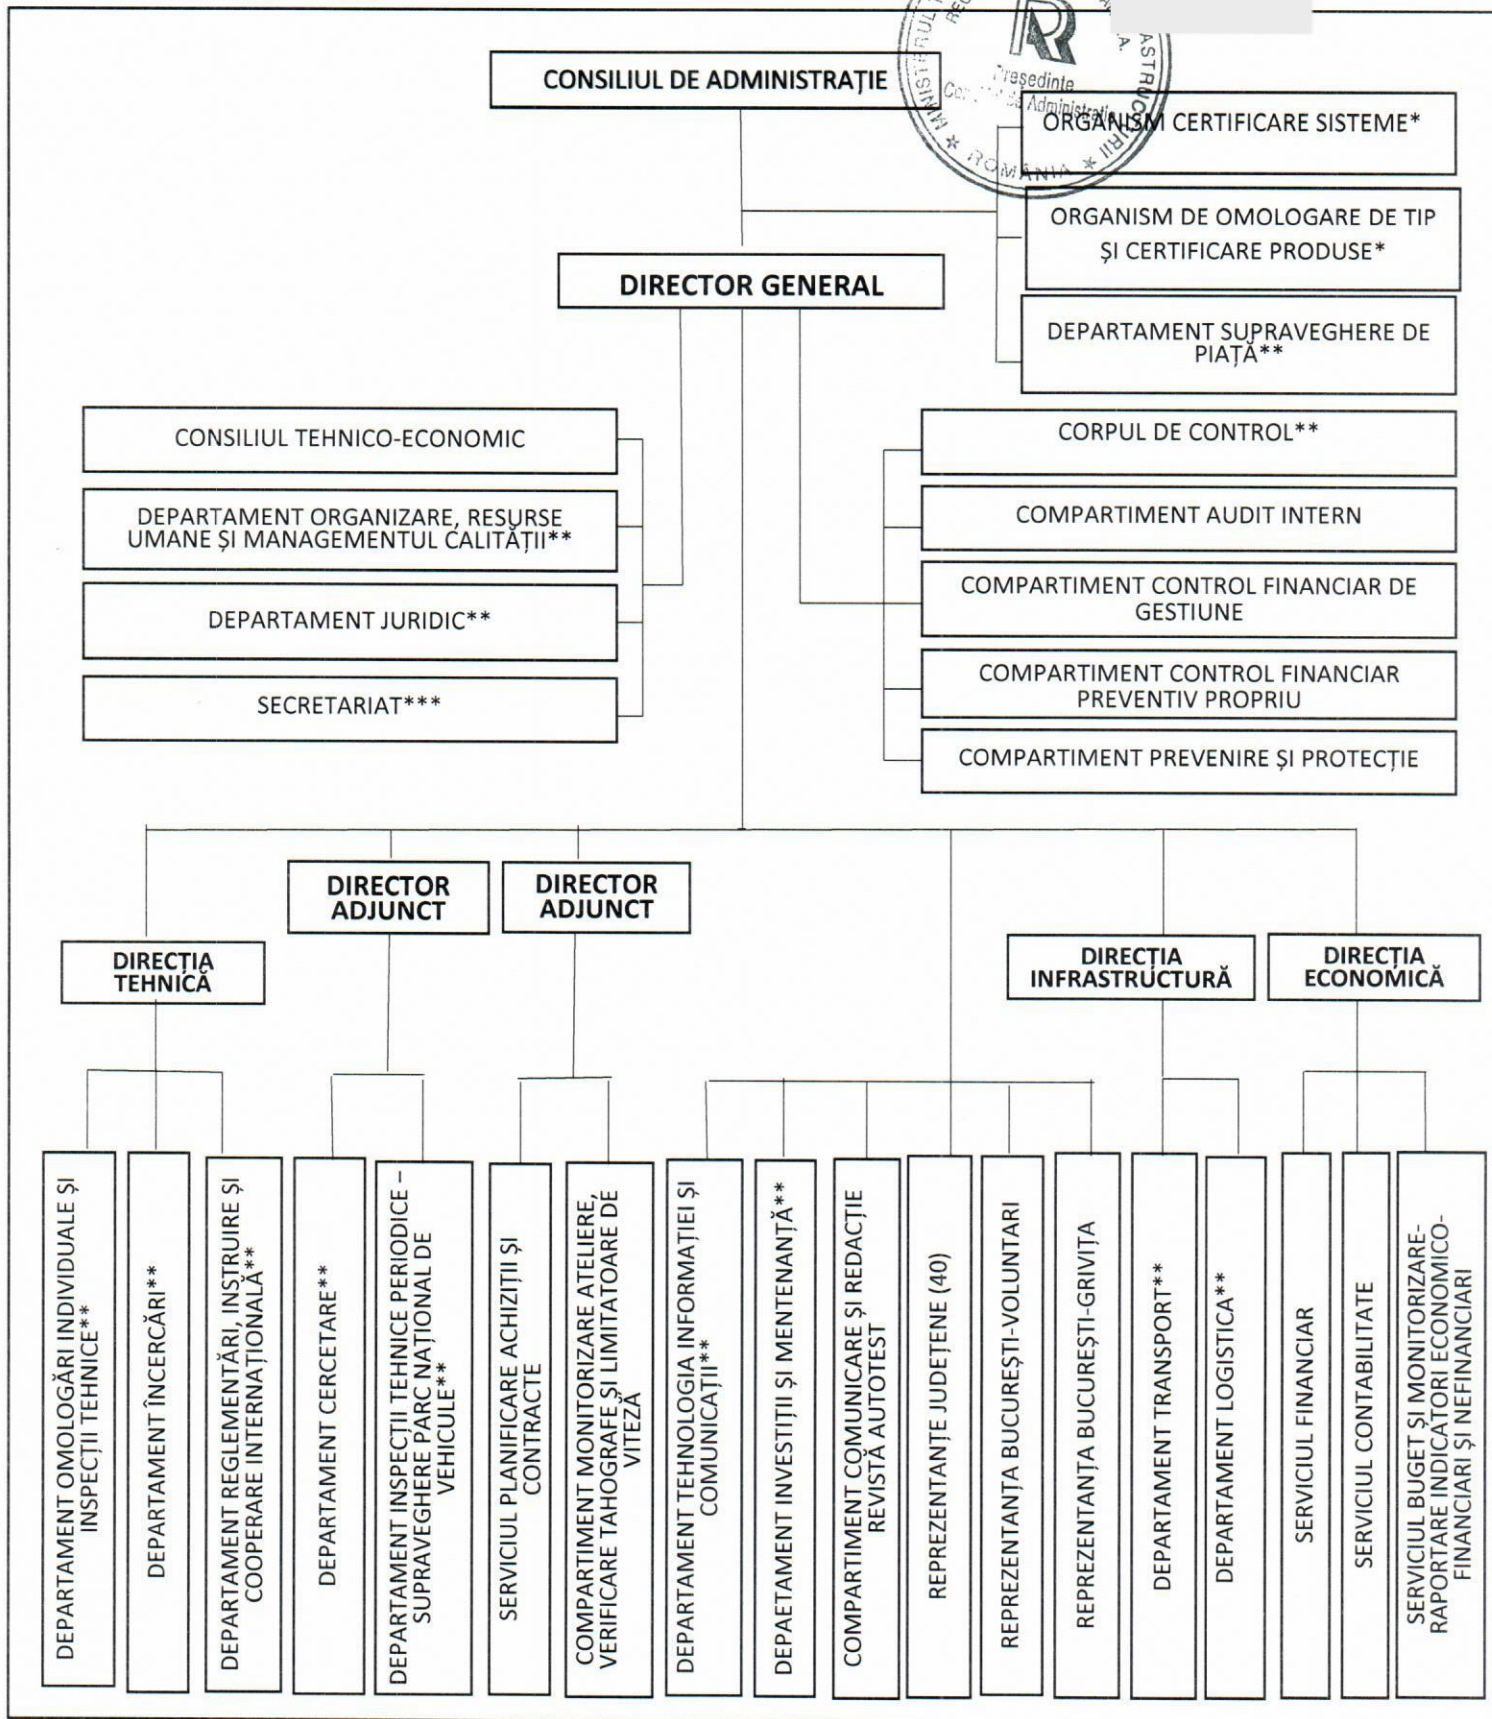 CONSILIUL DE ADMINISTRAȚIE
Președinte
Administrație
ROMÂNIA
ORGANISM CERTIFICARE SISTEME*
ORGANISM DE OMOLOGARE DE TIP
ȘI CERTIFICARE PRODUSE*
DIRECTOR GENERAL
DEPARTAMENT SUPRAVEGHERE DE
PIAȚĂ**
CONSILIUL TEHNICO-ECONOMIC
DEPARTAMENT ORGANIZARE, RESURSE
UMANE ȘI MANAGEMENTUL CALITĂȚII**
DEPARTAMENT JURIDIC**
SECRETARIAT***
CORPUL DE CONTROL**
COMPARTIMENT AUDIT INTERN
COMPARTIMENT CONTROL FINANCIAR DE
GESTIUNE
COMPARTIMENT CONTROL FINANCIAR
PREVENTIV PROPRIU
COMPARTIMENT PREVENIRE ȘI PROTECȚIE
DIRECTOR
ADJUNCT
DIRECTOR
ADJUNCT
DIRECȚIA
TEHNICĂ
DIRECȚIA
INFRASTRUCTURĂ
DIRECȚIA
ECONOMICĂ
DEPARTAMENT OMOLOGĂRI INDIVIDUALE ȘI
INSPECȚII TEHNICE**
DEPARTAMENT ÎNCERCĂRI**
DEPARTAMENT REGLEMENTĂRI, INSTRUIRE ȘI
COOPERARE INTERNAȚIONALĂ**
DEPARTAMENT CERCETARE**
DEPARTAMENT INSPECȚII TEHNICE PERIODICE –
SUPRAVEGHERE PARC NAȚIONAL DE
VEHICULE**
SERVICIUL PLANIFICARE ACHIZIȚII ȘI
CONTRACTE
COMPARTIMENT MONITORIZARE ATELIERE,
VERIFICARE TAHOGRAFE ȘI LIMITATOARE DE
VITEZĂ
DEPARTAMENT TEHNOLOGIA INFORMAȚIEI ȘI
COMUNICAȚII**
DEPAETAMENT INVESTIȚII ȘI MENTENANȚĂ**
COMPARTIMENT COMUNICARE ȘI REDACȚIE
REVISTĂ AUTOTEST
REPREZENTANȚE JUDEȚENE (40)
REPREZENTANȚA BUCUREȘTI-VOLUNTARI
REPREZENTANȚA BUCUREȘTI-GRIVIȚA
DEPARTAMENT TRANSPORT**
DEPARTAMENT LOGISTICA**
SERVICIUL FINANCIAR
SERVICIUL CONTABILITATE
SERVICIUL BUGET ȘI MONITORIZARE-
RAPORTARE INDICATORI ECONOMICO-
FINANCIARI ȘI NEFINANCIARI